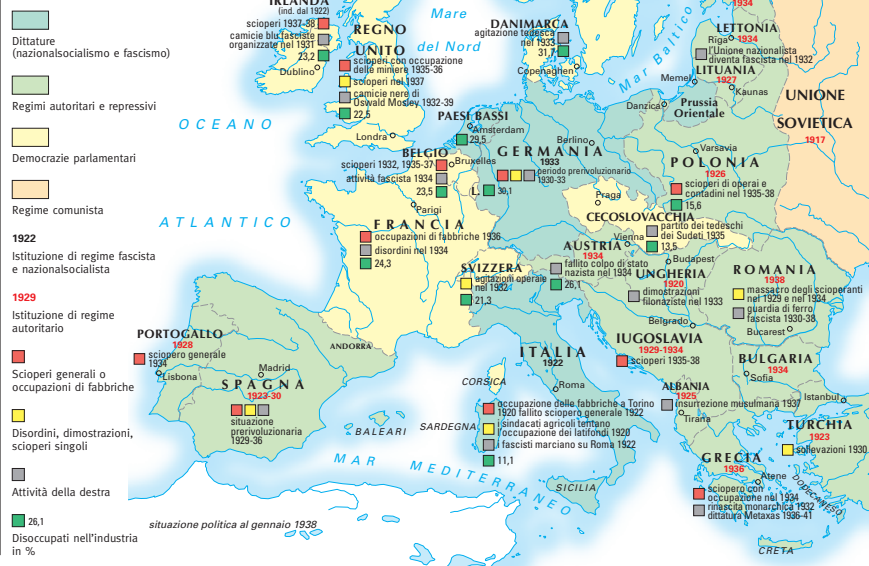 Dittature
(nazionalsocialismo e fascismo)
Regimi autoritari e repressivi
Democrazie parlamentari
Regime comunista
1922
Istituzione di regime fascista
e nazionalsocialista
1929
Istituzione di regime
autoritario
Scioperi generali o
occupazioni di fabbriche
Disordini, dimostrazioni,
scioperi singoli
Attività della destra
26,1
Disoccupati nell'industria
in %
IRLANDA
(ind. dal 1922)
scioperi 1937-38
camicie blu fasciste
organizzate nel 1931
23,2
Dublino
REGNO
UNITO
scioperi con occupazione
delle miniere 1935-36
scioperi nel 1937
camicie nere di
Oswald Mosley 1932-39
22,5
Londra
Mare
del Nord
DANIMARCA
agitazione tedesca
nel 1933
31,7
Copenaghen
Mar Baltico
1934
LETTONIA
Riga
1934
l'Unione nazionalista
diventa fascista nel 1932
LITUANIA
1927
Memel
Kaunas
Danzica
Prussia
Orientale
UNIONE
SOVIETICA
1917
OCEANO
ATLANTICO
PAESI BASSI
Amsterdam
29,5
BELGIO
Bruxelles
scioperi 1932, 1935-37
attività fascista 1934
23,5
L.
GERMANIA
1933
Berlino
periodo prerivoluzionario
1930-33
30,1
Varsavia
POLONIA
1926
scioperi di operai e
contadini nel 1935-38
15,6
Praga
CECOSLOVACCHIA
partito dei tedeschi
dei Sudeti 1935
13,5
Parigi
FRANCIA
occupazioni di fabbriche 1936
disordini nel 1934
24,3
SVIZZERA
agitazioni operaie
nel 1932
21,3
Vienna
AUSTRIA
1934
fallito colpo di stato
nazista nel 1934
26,1
Budapest
UNGHERIA
1920
dimostrazioni
filonaziste nel 1933
ROMANIA
1938
massacro degli scioperanti
nel 1929 e nel 1934
guardia di ferro
fascista 1930-38
Bucarest
Belgrado
IUGOSLAVIA
1929-1934
scioperi 1935-38
BULGARIA
1934
Sofia
PORTOGALLO
1928
sciopero generale
1934
Lisbona
ANDORRA
Madrid
SPAGNA
1923-30
situazione
prerivoluzionaria
1929-36
BALEARI
CORSICA
SARDEGNA
ITALIA
1922
Roma
occupazione delle fabbriche a Torino
1920 fallito sciopero generale 1922
i sindacati agricoli tentano
l'occupazione dei latifondi 1920
i fascisti marciano su Roma 1922
11,1
SICILIA
MAR MEDITERRANEO
ALBANIA
1925
insurrezione musulmana 1937
Tirana
Istanbul
TURCHIA
1923
sollevazioni 1930
GRECIA
1936
Atene
sciopero con
occupazione nel 1934
rinascita monarchica 1932
dittatura Metaxas 1936-41
DODECANESO
CRETA
situazione politica al gennaio 1938